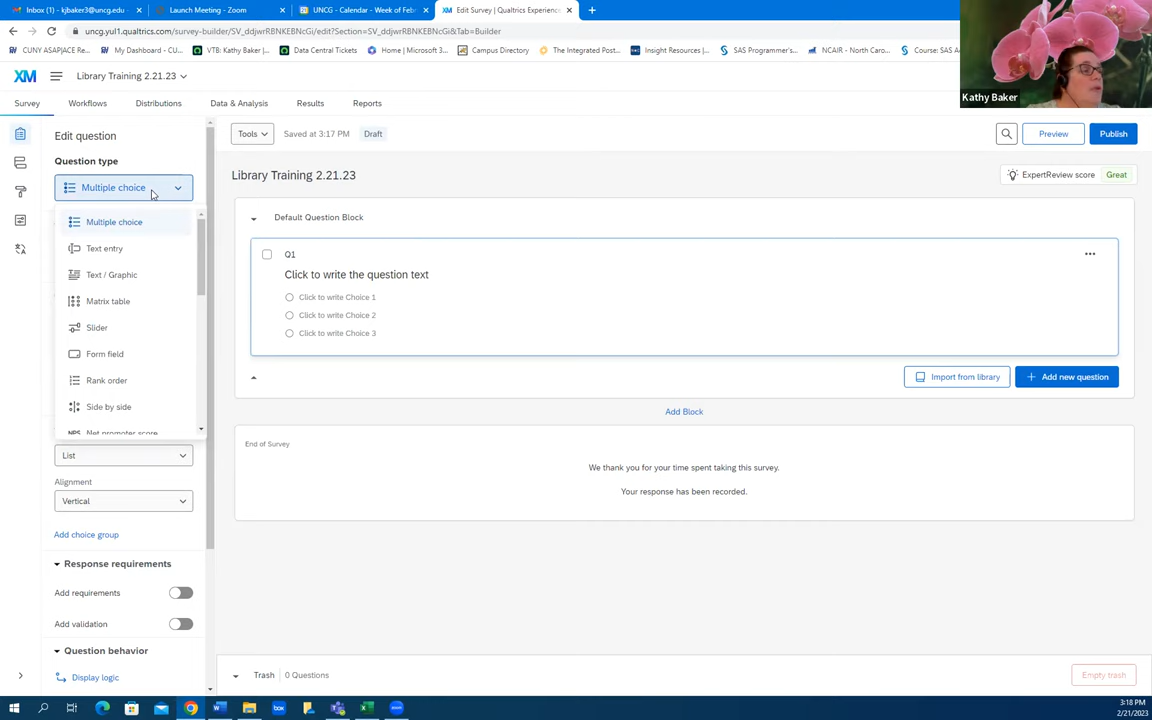 Inbox (1) - kjbaker3@uncg.edu -
Launch Meeting - Zoom
UNCG - Calendar - Week of Febr
Edit Survey | Qualtrics Experienc
uncg.yul1.qualtrics.com/survey-builder/SV_ddjwrRBNKEBNcGi/edit?Section=SV_ddjwrRBNKEBNcGi&Tab=Builder
CUNY ASAP|ACE Re...
My Dashboard - CU...
VTB: Kathy Baker |...
Data Central Tickets
Home | Microsoft 3...
Campus Directory
The Integrated Post...
Insight Resources |...
SAS Programmer's...
NCAIR - North Caro...
Course: SAS
XM
Library Training 2.21.23
Kathy Baker
Survey
Workflows
Distributions
Data & Analysis
Results
Reports
Edit question
Tools
Saved at 3:17 PM
Draft
Preview
Publish
Question type
Multiple choice
Library Training 2.21.23
ExpertReview score
Great
Multiple choice
Text entry
Text / Graphic
Matrix table
Slider
Form field
Rank order
Side by side
NPS Net promoter score
Default Question Block
Q1
Click to write the question text
Click to write Choice 1
Click to write Choice 2
Click to write Choice 3
Import from library
Add new question
Add Block
End of Survey
We thank you for your time spent taking this survey.
Your response has been recorded.
List
Alignment
Vertical
Add choice group
Response requirements
Add requirements
Add validation
Question behavior
Display logic
Trash
0 Questions
Empty trash
3:18 PM
2/21/2023